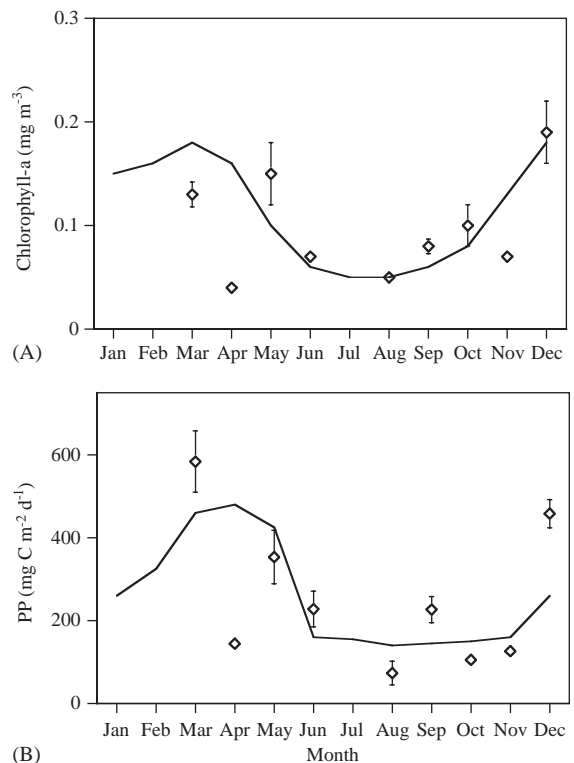 0.3
0.2
0.1
0
Chlorophyll-a (mg m⁻³)
(A)
Jan Feb Mar Apr May Jun Jul Aug Sep Oct Nov Dec
600
400
200
0
PP (mg C m⁻² d⁻¹)
Jan Feb Mar Apr May Jun Jul Aug Sep Oct Nov Dec
(B)
Month